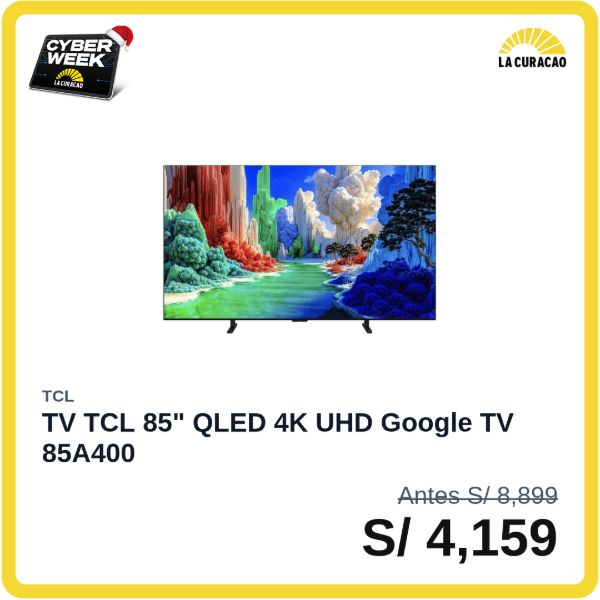 CYBER
WEEK
LA CURACAO
LA CURACAO
TCL
TV TCL 85" QLED 4K UHD Google TV
85A400
Antes S/ 8,899
S/ 4,159